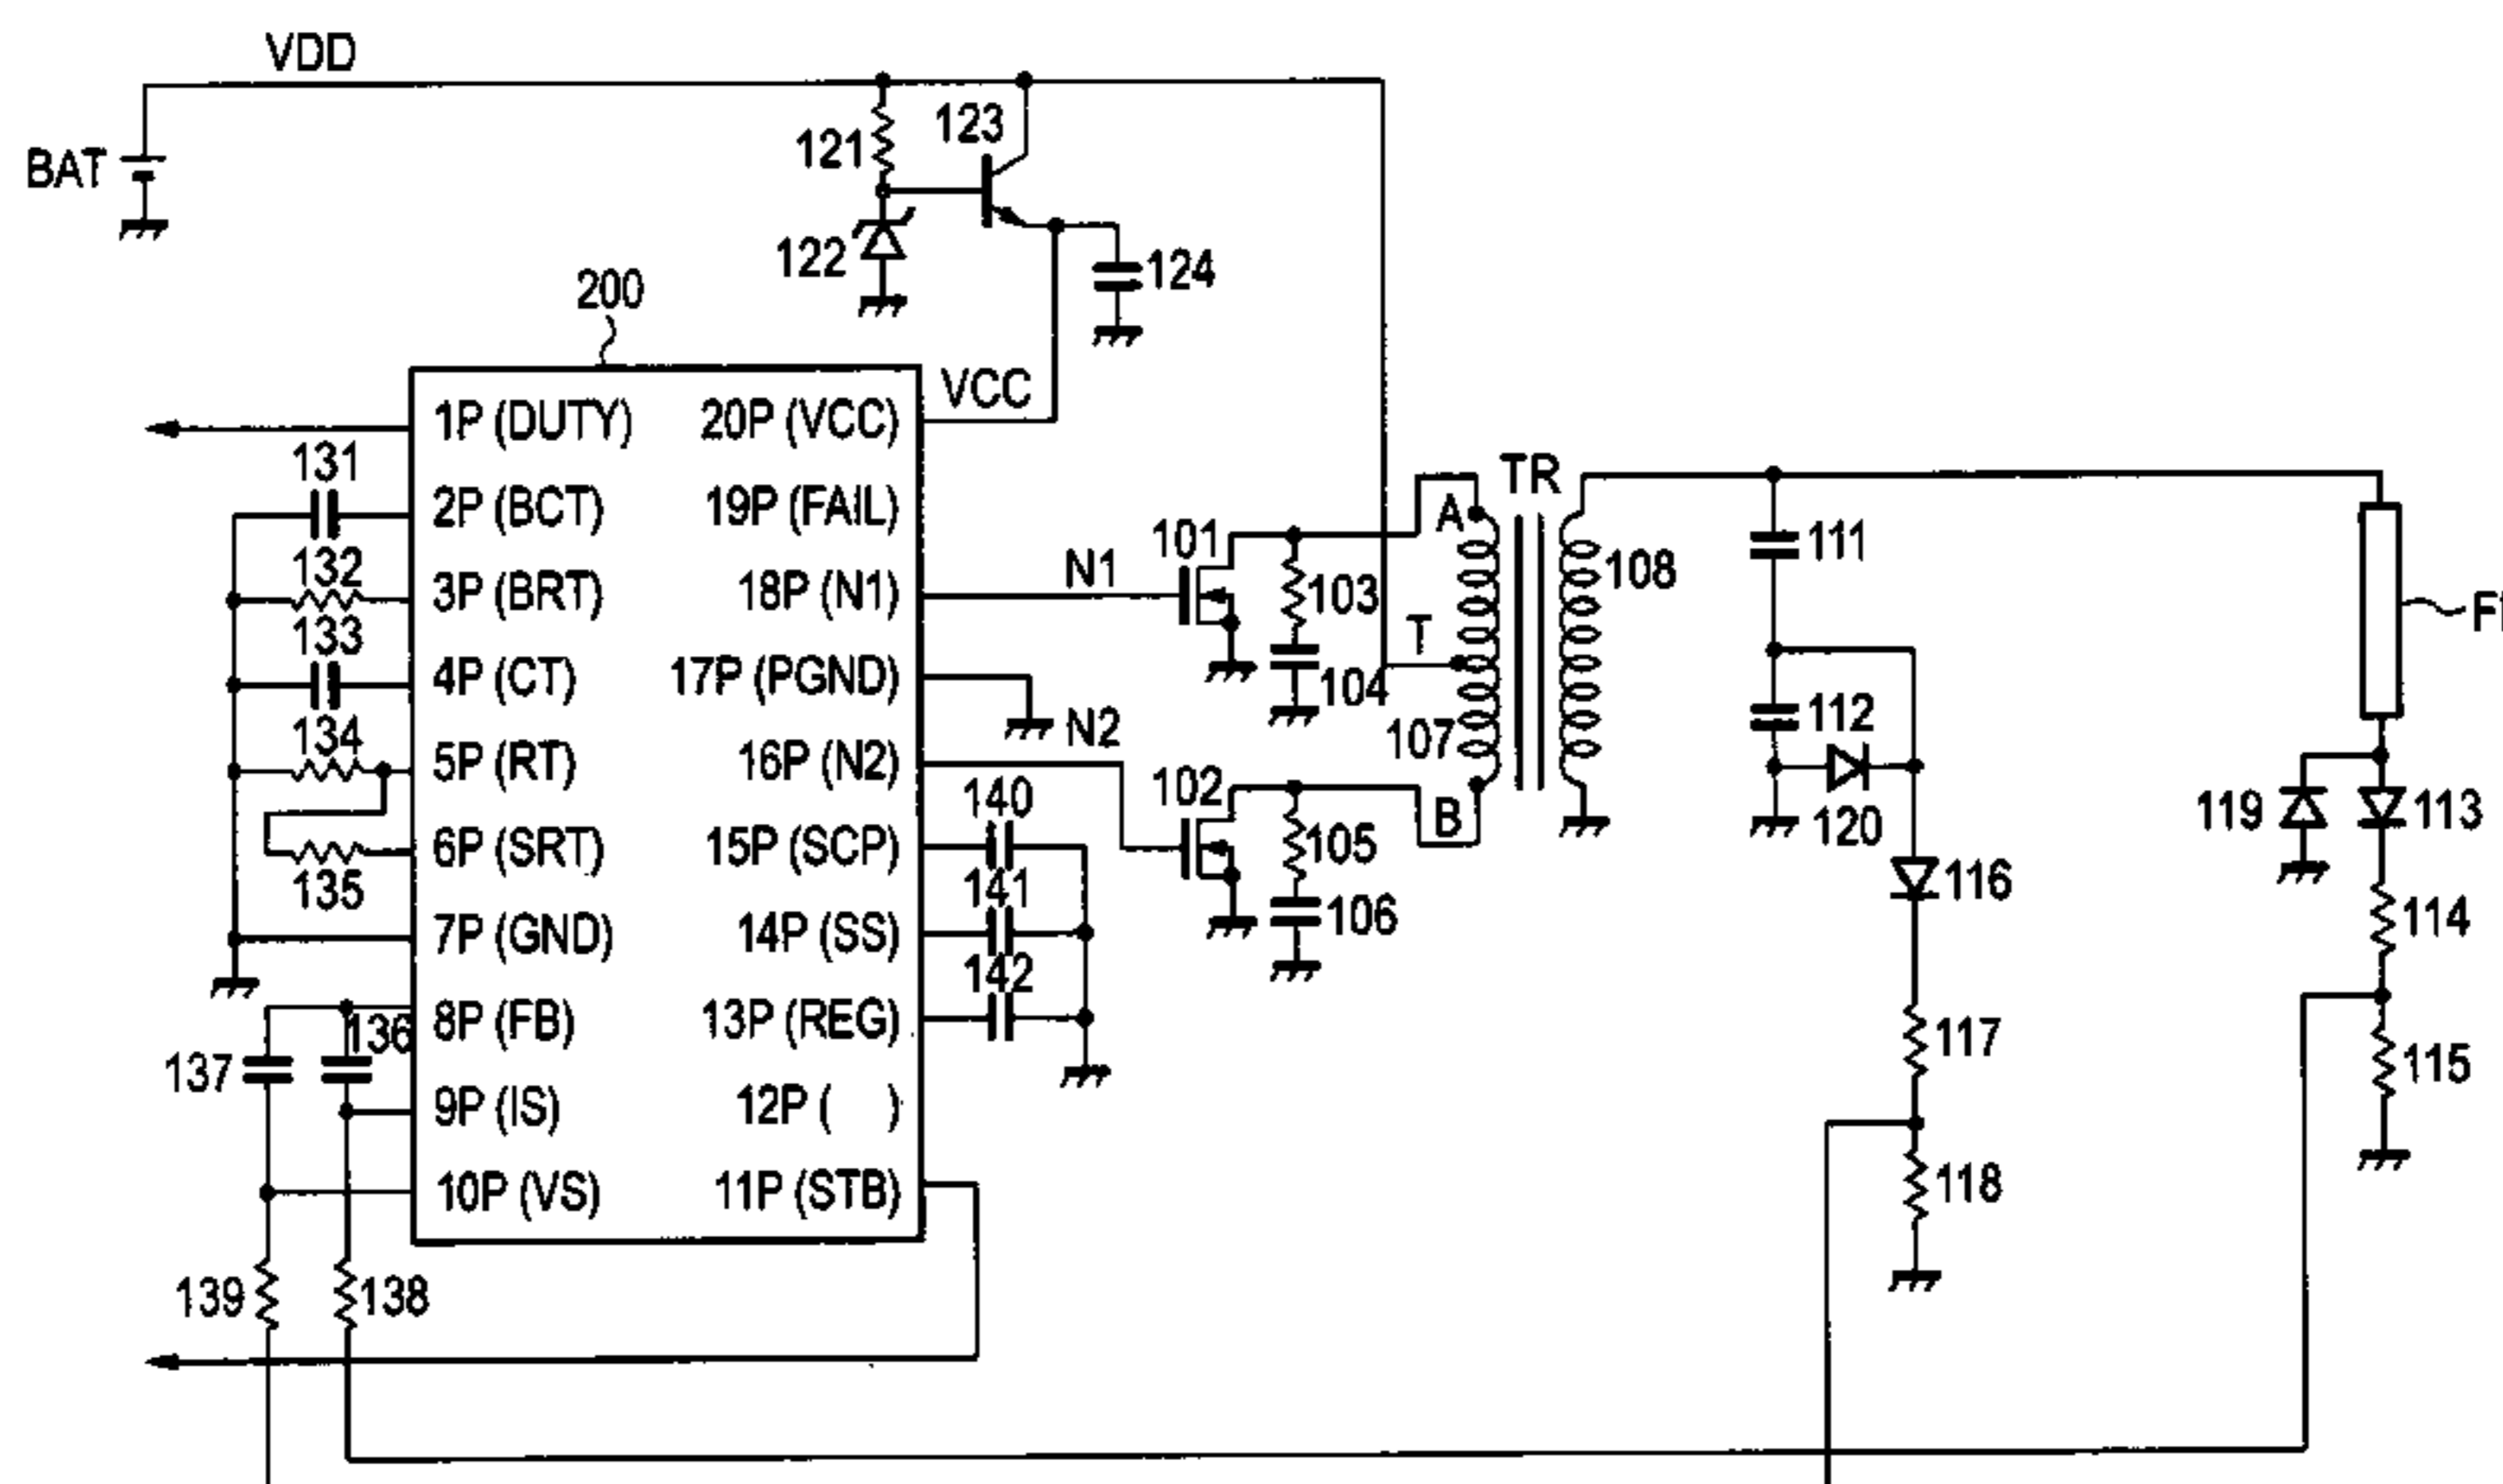 VDD
BAT
121
123
122
124
200
VCC
1P (DUTY)
20P (VCC)
131
2P (BCT)
19P (FAIL)
132
3P (BRT)
18P (N1)
133
4P (CT)
17P (PGND)
134
5P (RT)
16P (N2)
6P (SRT)
15P (SCP)
135
7P (GND)
14P (SS)
8P (FB)
13P (REG)
136
137
9P (IS)
12P ( )
10P (VS)
11P (STB)
139
138
N1
101
103
104
N2
102
105
106
140
141
142
A
T
B
TR
107
108
111
112
120
116
117
118
119
113
114
115